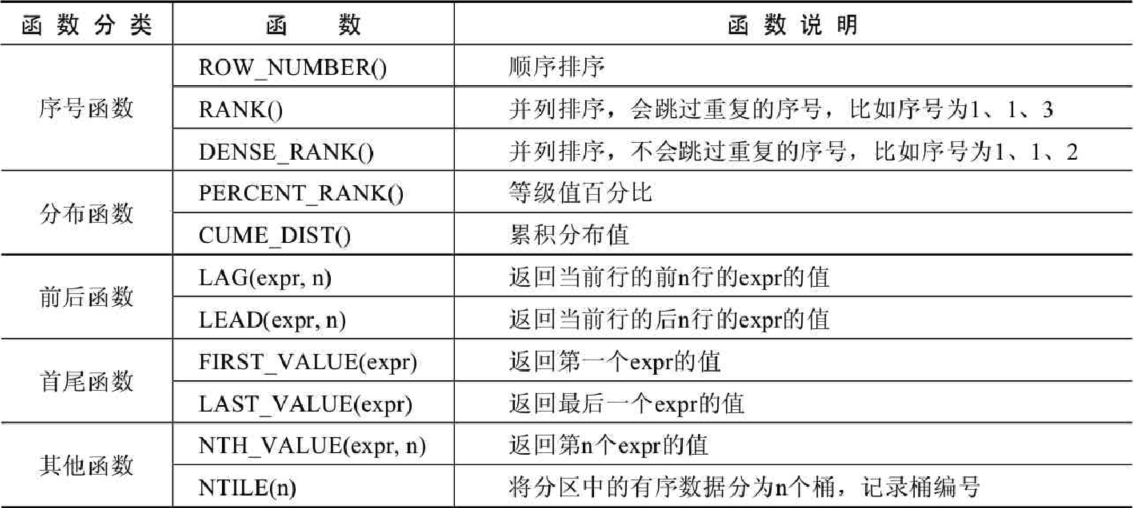 函数分类 函数 函数说明
序号函数 ROW_NUMBER() 顺序排序
RANK() 并列排序，会跳过重复的序号，比如序号为1、1、3
DENSE_RANK() 并列排序，不会跳过重复的序号，比如序号为1、1、2
分布函数 PERCENT_RANK() 等级值百分比
CUME_DIST() 累积分布值
前后函数 LAG(expr, n) 返回当前行的前n行的expr的值
LEAD(expr, n) 返回当前行的后n行的expr的值
首尾函数 FIRST_VALUE(expr) 返回第一个expr的值
LAST_VALUE(expr) 返回最后一个expr的值
其他函数 NTH_VALUE(expr, n) 返回第n个expr的值
NTILE(n) 将分区中的有序数据分为n个桶，记录桶编号